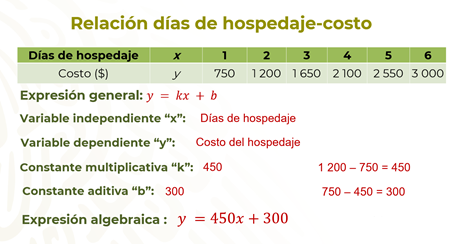 Relación días de hospedaje-costo
Días de hospedaje x 1 2 3 4 5 6
Costo ($) y 750 1 200 1 650 2 100 2 550 3 000
Expresión general: y = kx + b
Variable independiente “x”: Días de hospedaje
Variable dependiente “y”: Costo del hospedaje
Constante multiplicativa “k”: 450 1 200 – 750 = 450
Constante aditiva “b”: 300 750 – 450 = 300
Expresión algebraica : y = 450x + 300